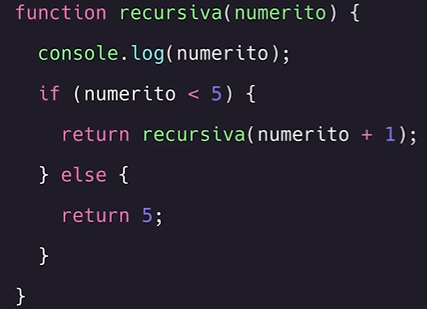 function recursiva(numerito) {
  console.log(numerito);
  if (numerito < 5) {
    return recursiva(numerito + 1);
  } else {
    return 5;
  }
}